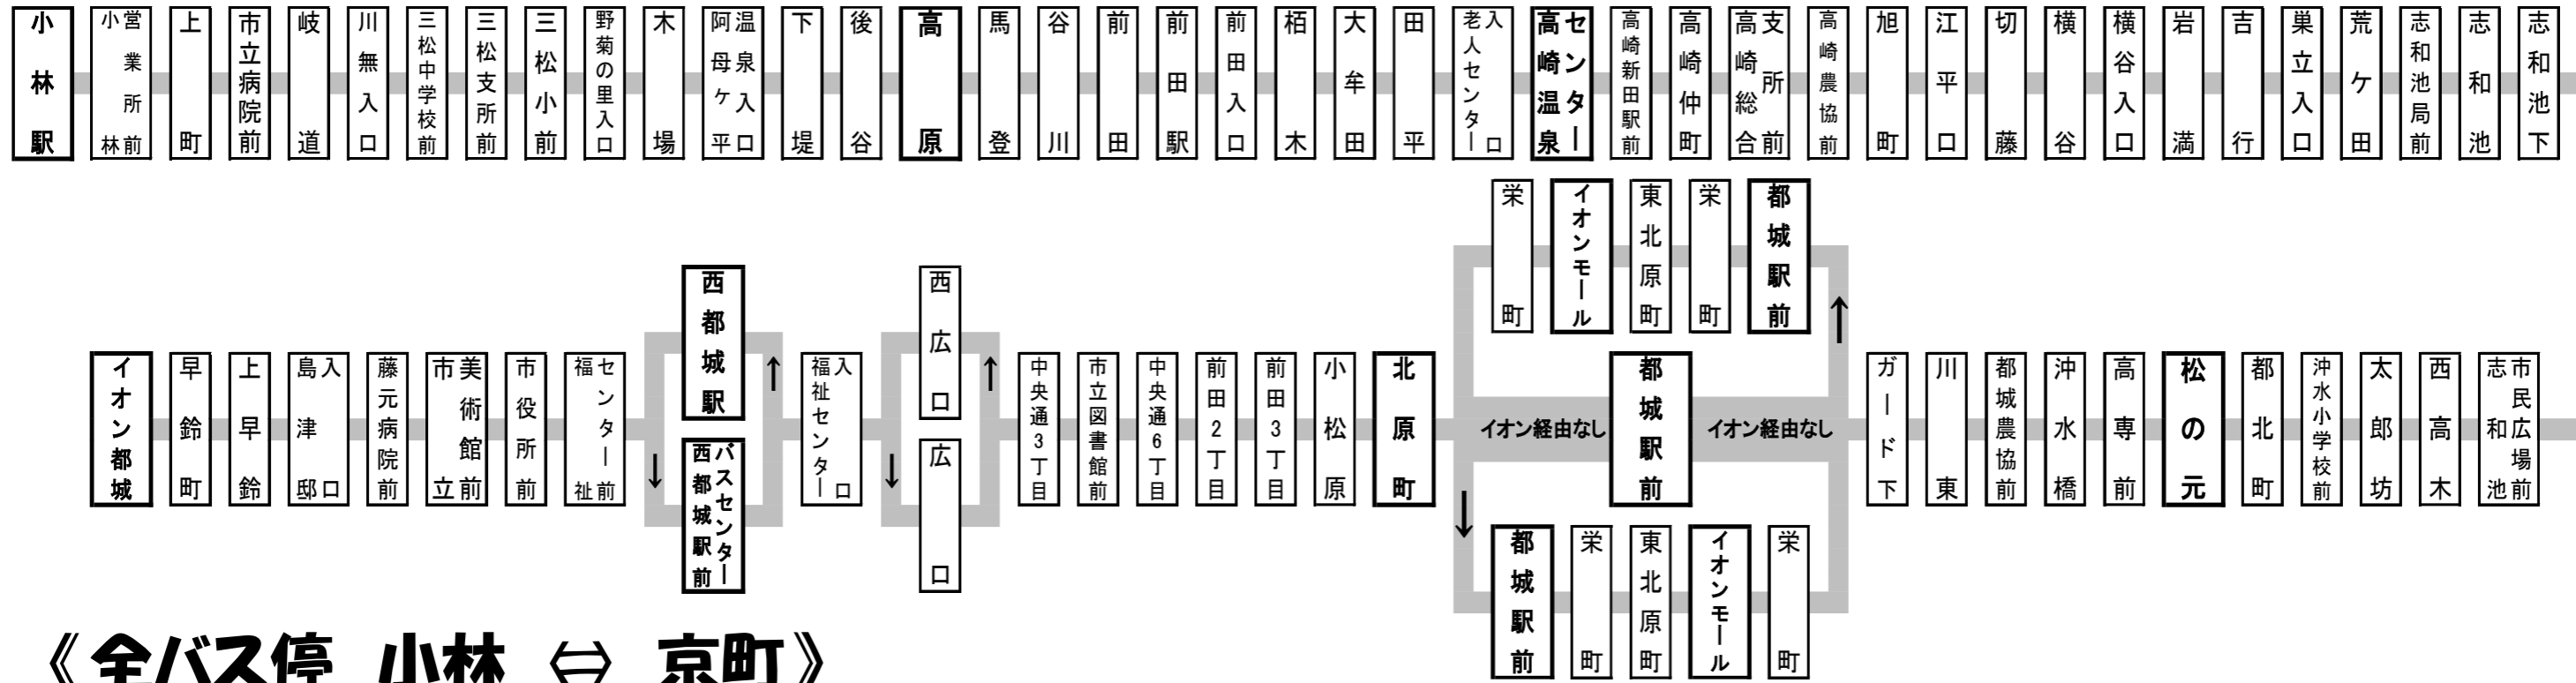 小林駅
小林営業所前
上町
市立病院前
岐道
川無入口
三松中学校前
三松支所前
三松小前
野菊の里入口
木場
阿母ケ平温泉入口
下堤
後谷
高原
馬登
谷川
前田
前田駅
前田入口
栢木
大牟田
田平
老人センター入口
高崎温泉センター
高崎新田駅前
高崎仲町
高崎総合支所前
高崎農協前
旭町
江平口
切藤
横谷
横谷入口
岩満
吉行
巣立入口
荒ケ田
志和池局前
志和池
志和池下
栄町
イオンモール
東北原町
栄町
都城駅前
西都城駅
西広口
イオン都城
早鈴町
上早鈴
島津邸入口
藤元病院前
市立美術館前
市役所前
福祉センター前
↑
福祉センター入口
↑
中央通3丁目
市立図書館前
中央通6丁目
前田2丁目
前田3丁目
小松原
北原町
イオン経由なし
都城駅前
イオン経由なし
↑
ガード下
川東
都城農協前
沖水橋
高専前
松の元
都北町
沖水小学校前
太郎坊
西高木
志和池市民広場前
↓
西都城駅前バスセンター
↓
広口
↓
都城駅前
栄町
東北原町
イオンモール
栄町
《全バス停 小林 ⇔ 京町》